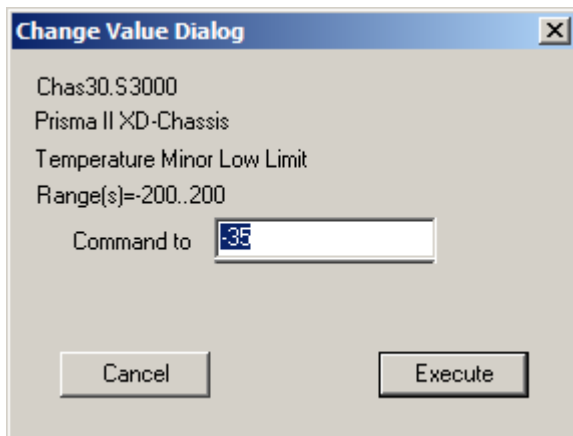 Change Value Dialog
Chas30.S3000
Prisma II XD-Chassis
Temperature Minor Low Limit
Range(s)=-200..200
Command to -35
Cancel Execute